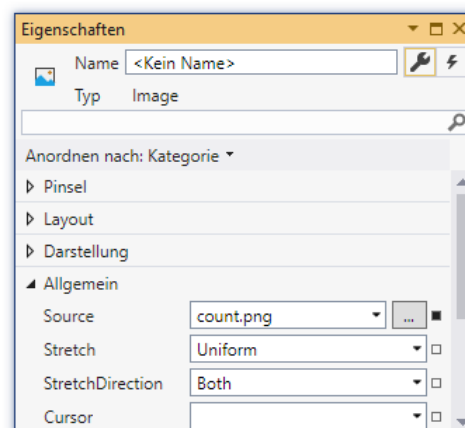 Eigenschaften
Name <Kein Name>
Typ Image
Anordnen nach: Kategorie
Pinsel
Layout
Darstellung
Allgemein
Source count.png ...
Stretch Uniform
StretchDirection Both
Cursor